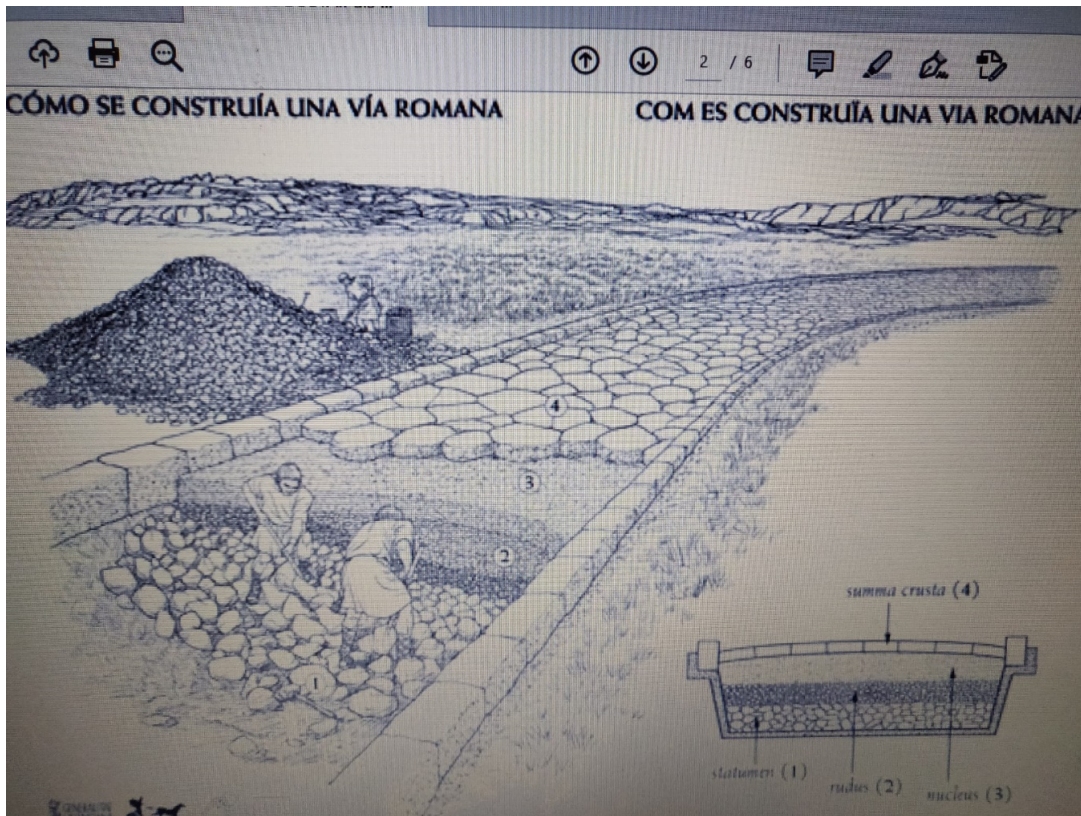 2 / 6
CÓMO SE CONSTRUÍA UNA VÍA ROMANA
COM ES CONSTRUÏA UNA VIA ROMANA
4
3
2
1
summa crusta (4)
statumen (1)
rudus (2)
nucleus (3)